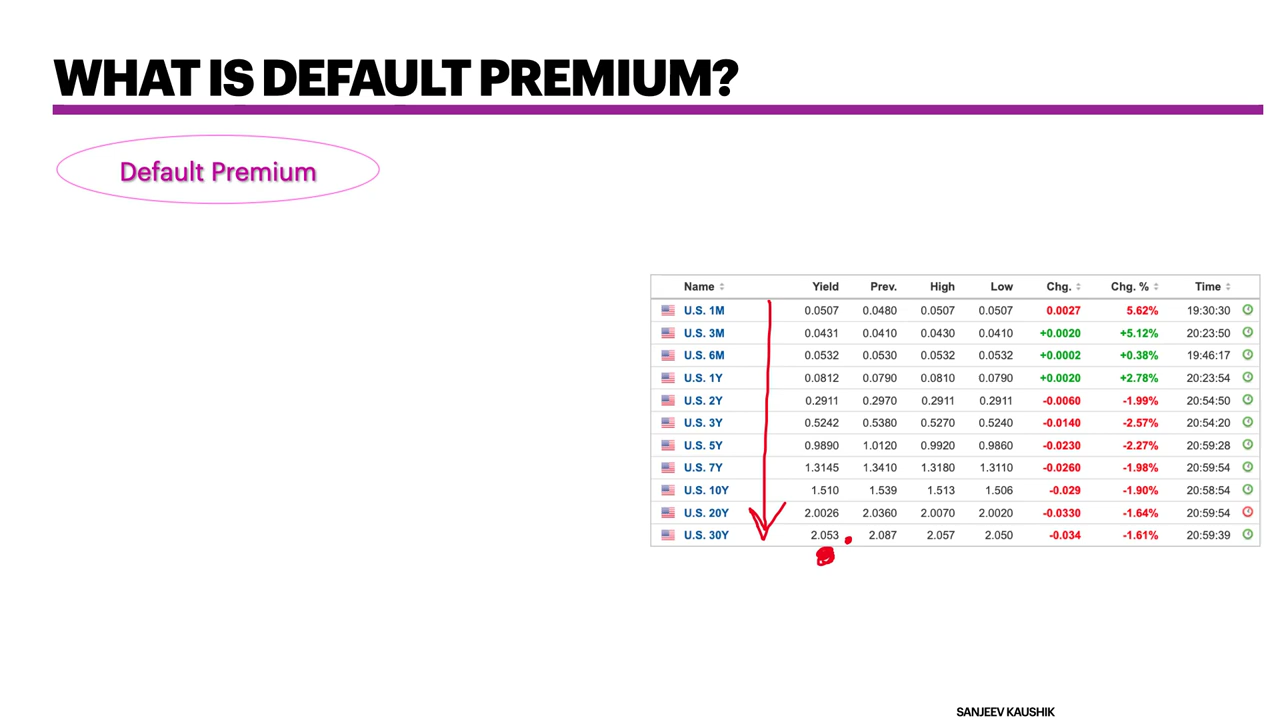 WHAT IS DEFAULT PREMIUM?
Default Premium
Name Yield Prev. High Low Chg. Chg. % Time
U.S. 1M 0.0507 0.0480 0.0507 0.0507 0.0027 5.62% 19:30:30
U.S. 3M 0.0431 0.0410 0.0430 0.0410 +0.0020 +5.12% 20:23:50
U.S. 6M 0.0532 0.0530 0.0532 0.0532 +0.0002 +0.38% 19:46:17
U.S. 1Y 0.0812 0.0790 0.0810 0.0790 +0.0020 +2.78% 20:23:54
U.S. 2Y 0.2911 0.2970 0.2911 0.2911 -0.0060 -1.99% 20:54:50
U.S. 3Y 0.5242 0.5380 0.5270 0.5240 -0.0140 -2.57% 20:54:20
U.S. 5Y 0.9890 1.0120 0.9920 0.9860 -0.0230 -2.27% 20:59:28
U.S. 7Y 1.3145 1.3410 1.3180 1.3110 -0.0260 -1.98% 20:59:54
U.S. 10Y 1.510 1.539 1.513 1.506 -0.029 -1.90% 20:58:54
U.S. 20Y 2.0026 2.0360 2.0070 2.0020 -0.0330 -1.64% 20:59:54
U.S. 30Y 2.053 2.087 2.057 2.050 -0.034 -1.61% 20:59:39
SANJEEV KAUSHIK